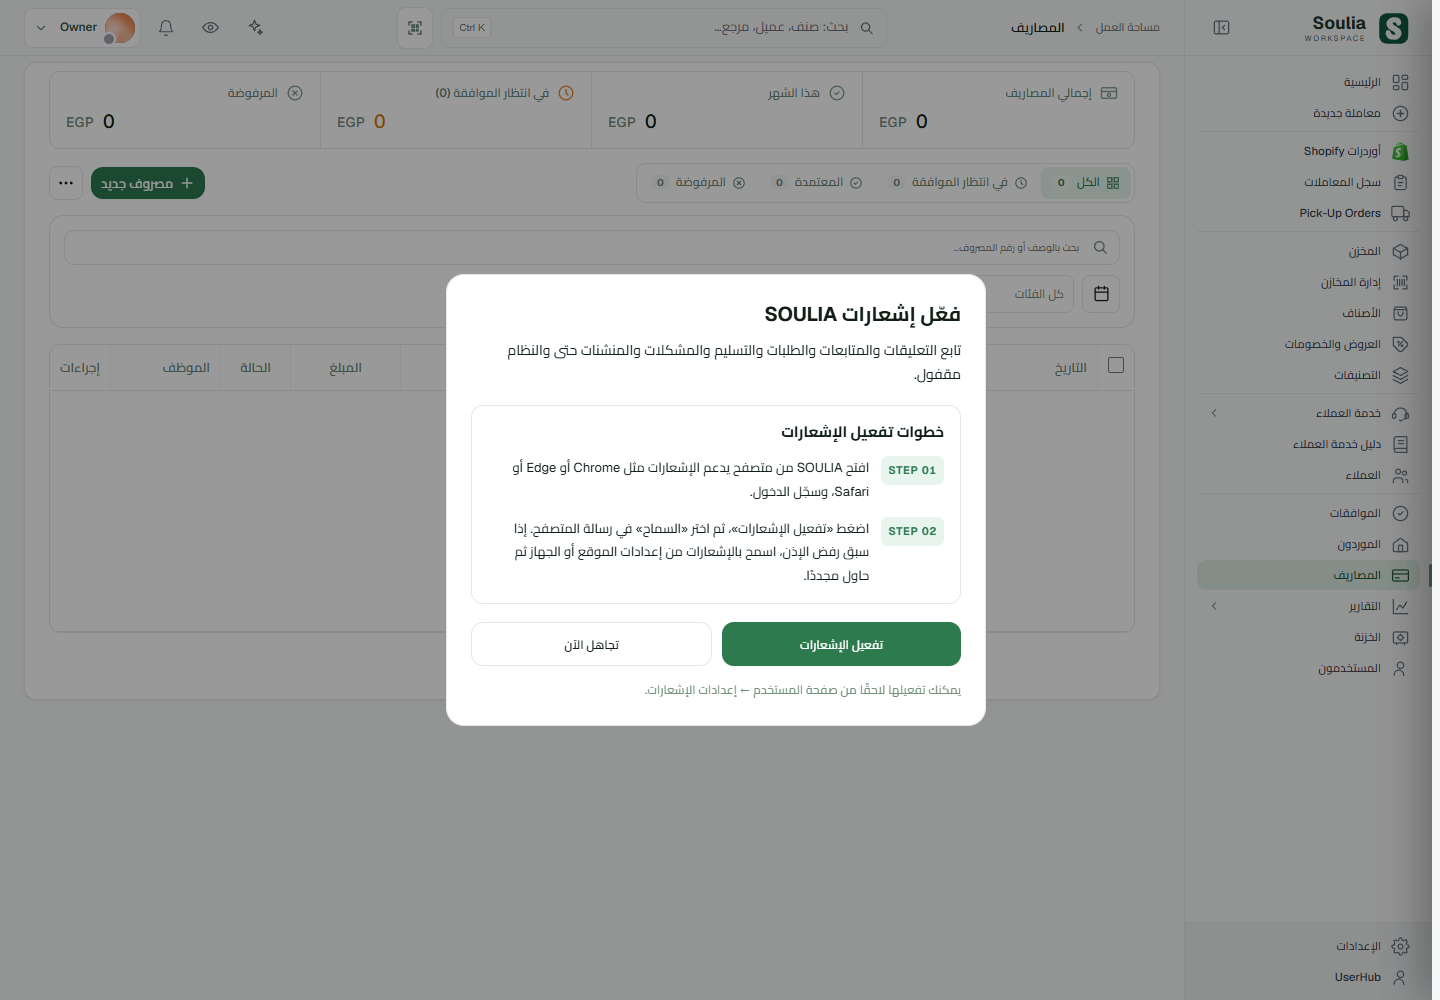 Soulia
WORKSPACE
مساحة العمل
المصاريف
بحث: صنف، عميل، مرجع...
Ctrl K
Owner
الرئيسية
معاملة جديدة
أوردرات Shopify
سجل المعاملات
Pick-Up Orders
المخزن
إدارة المخازن
الأصناف
العروض والخصومات
التصنيفات
خدمة العملاء
دليل خدمة العملاء
العملاء
الموافقات
الموردون
المصاريف
التقارير
الخزنة
المستخدمون
الإعدادات
UserHub
إجمالي المصاريف
0 EGP
هذا الشهر
0 EGP
في انتظار الموافقة (0)
0 EGP
المرفوضة
0 EGP
الكل 0
في انتظار الموافقة 0
المعتمدة 0
المرفوضة 0
مصروف جديد
بحث بالوصف أو رقم المصروف...
كل الفئات
التاريخ
المبلغ
الحالة
الموظف
إجراءات
فعّل إشعارات SOULIA
تابع التعليقات والمتابعات والطلبات والتسليم والمشكلات والمنشنات حتى والنظام
مقفول.
خطوات تفعيل الإشعارات
STEP 01
افتح SOULIA من متصفح يدعم الإشعارات مثل Chrome أو Edge أو
Safari، وسجّل الدخول.
STEP 02
اضغط «تفعيل الإشعارات»، ثم اختر «السماح» في رسالة المتصفح. إذا
سبق رفض الإذن، اسمح بالإشعارات من إعدادات الموقع أو الجهاز ثم
حاول مجددًا.
تفعيل الإشعارات
تجاهل الآن
يمكنك تفعيلها لاحقًا من صفحة المستخدم ← إعدادات الإشعارات.